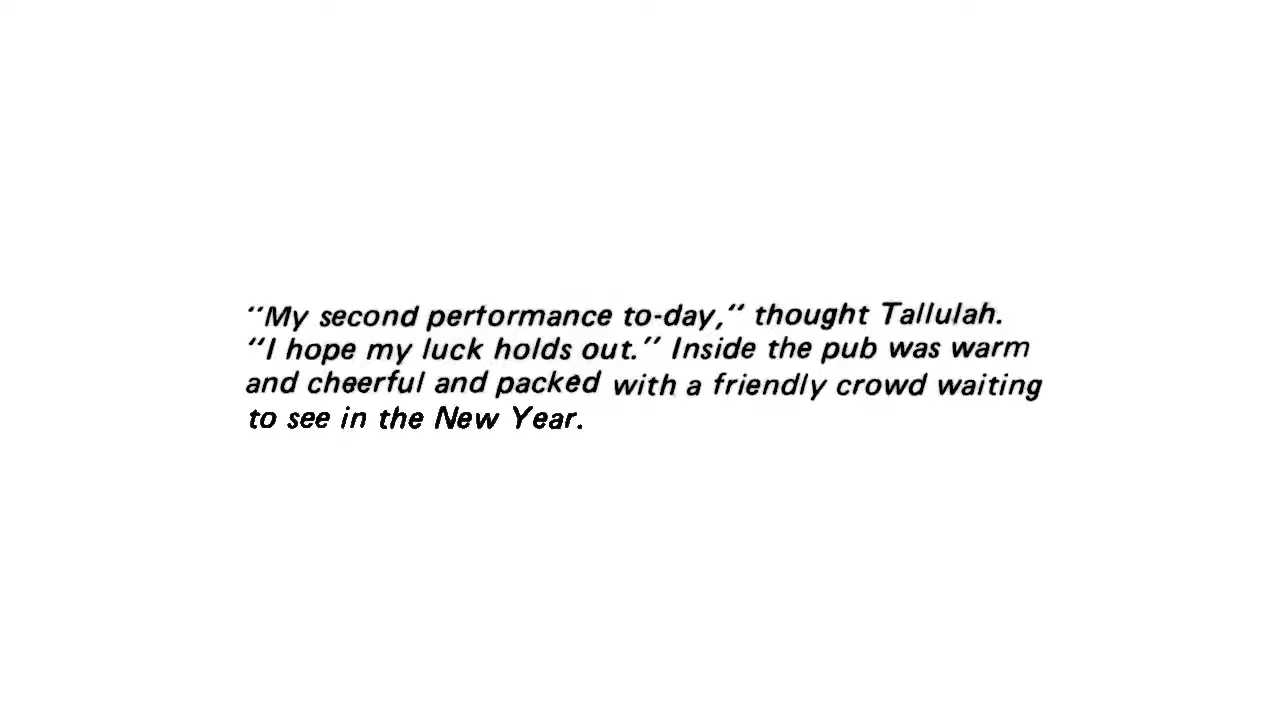 "My second performance to-day," thought Tallulah.
"I hope my luck holds out." Inside the pub was warm
and cheerful and packed with a friendly crowd waiting
to see in the New Year.